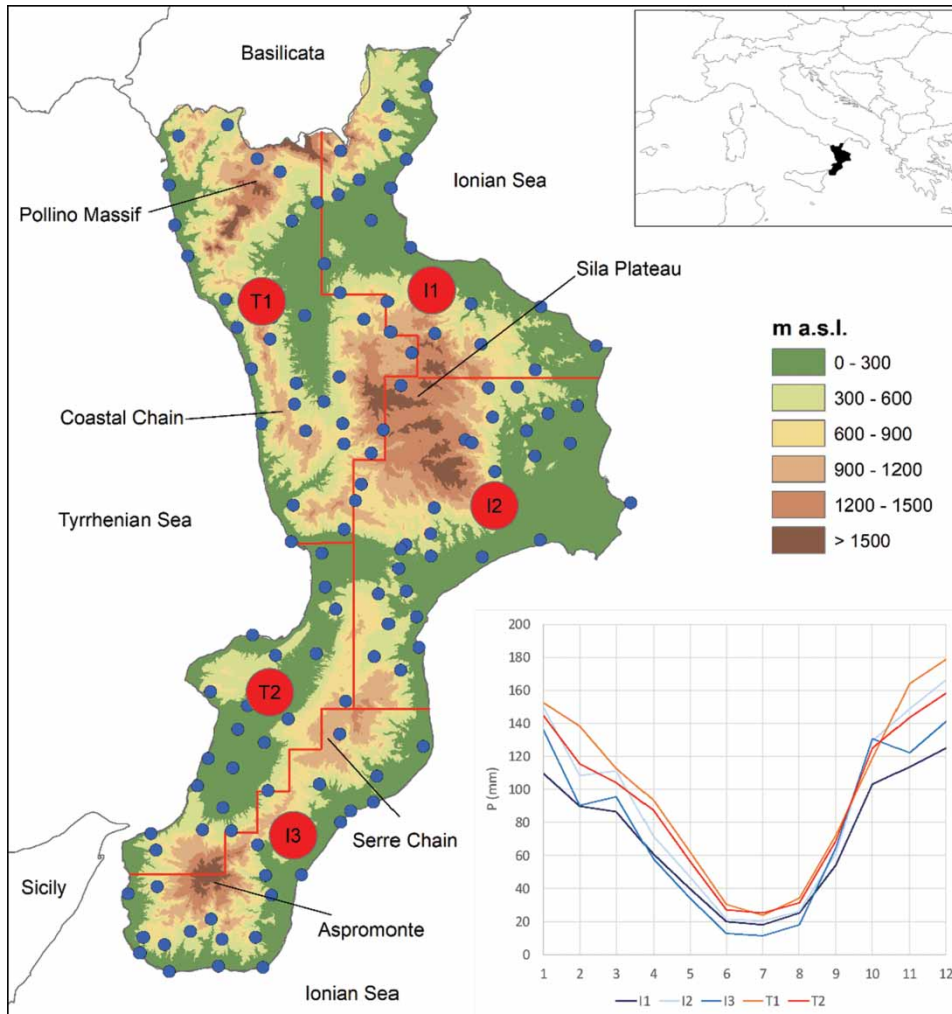 Basilicata
Ionian Sea
Pollino Massif
Sila Plateau
T1
I1
m a.s.l.
0 - 300
300 - 600
600 - 900
900 - 1200
1200 - 1500
> 1500
Coastal Chain
Tyrrhenian Sea
I2
T2
I3
Serre Chain
Sicily
Aspromonte
Ionian Sea
P (mm)
200
180
160
140
120
100
80
60
40
20
0
1 2 3 4 5 6 7 8 9 10 11 12
I1 I2 I3 T1 T2